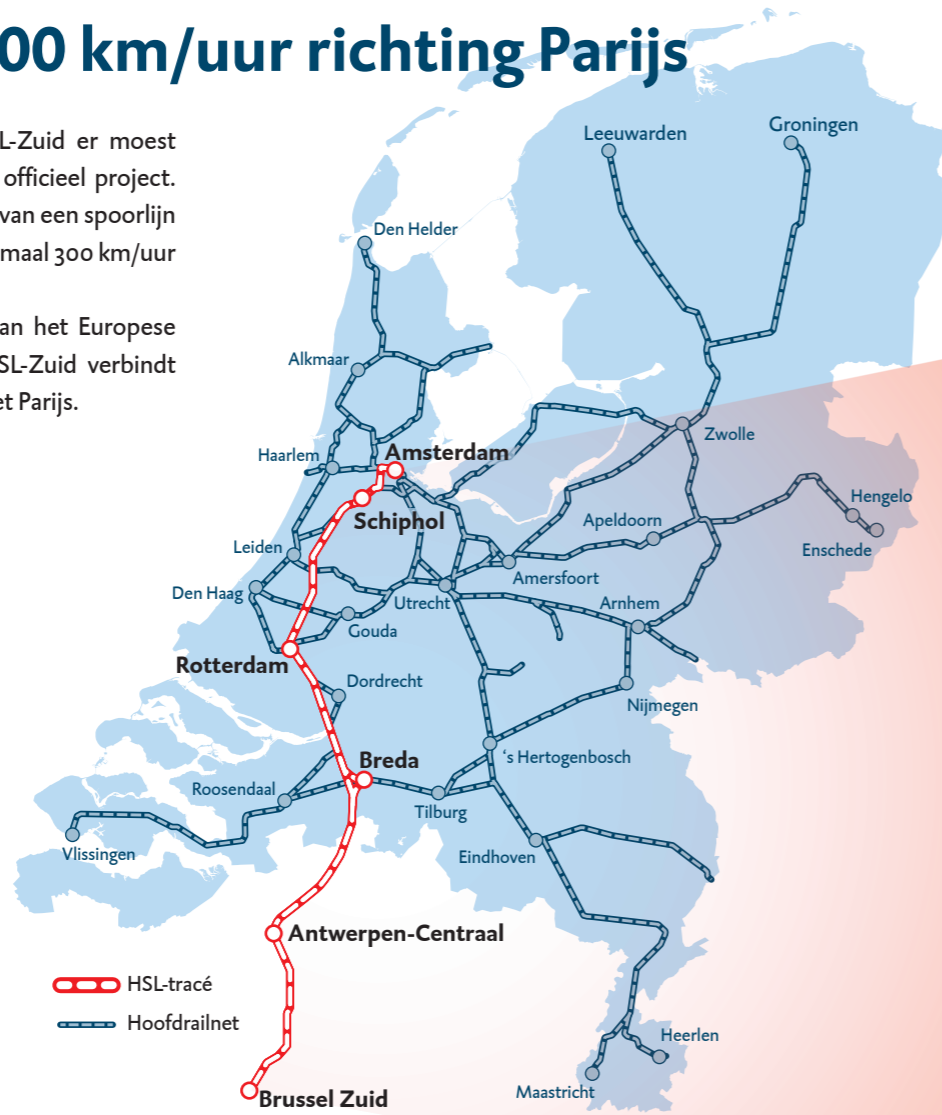 00 km/uur richting Parijs
L-Zuid er moest
officieel project.
van een spoorlijn
maal 300 km/uur
an het Europese
SL-Zuid verbindt
et Parijs.
Leeuwarden
Groningen
Den Helder
Alkmaar
Zwolle
Haarlem
Amsterdam
Hengelo
Schiphol
Apeldoorn
Enschede
Leiden
Amersfoort
Den Haag
Utrecht
Arnhem
Gouda
Rotterdam
Dordrecht
Nijmegen
Breda
's Hertogenbosch
Roosendaal
Tilburg
Vlissingen
Eindhoven
Antwerpen-Centraal
HSL-tracé
Hoofdrailnet
Heerlen
Maastricht
Brussel Zuid